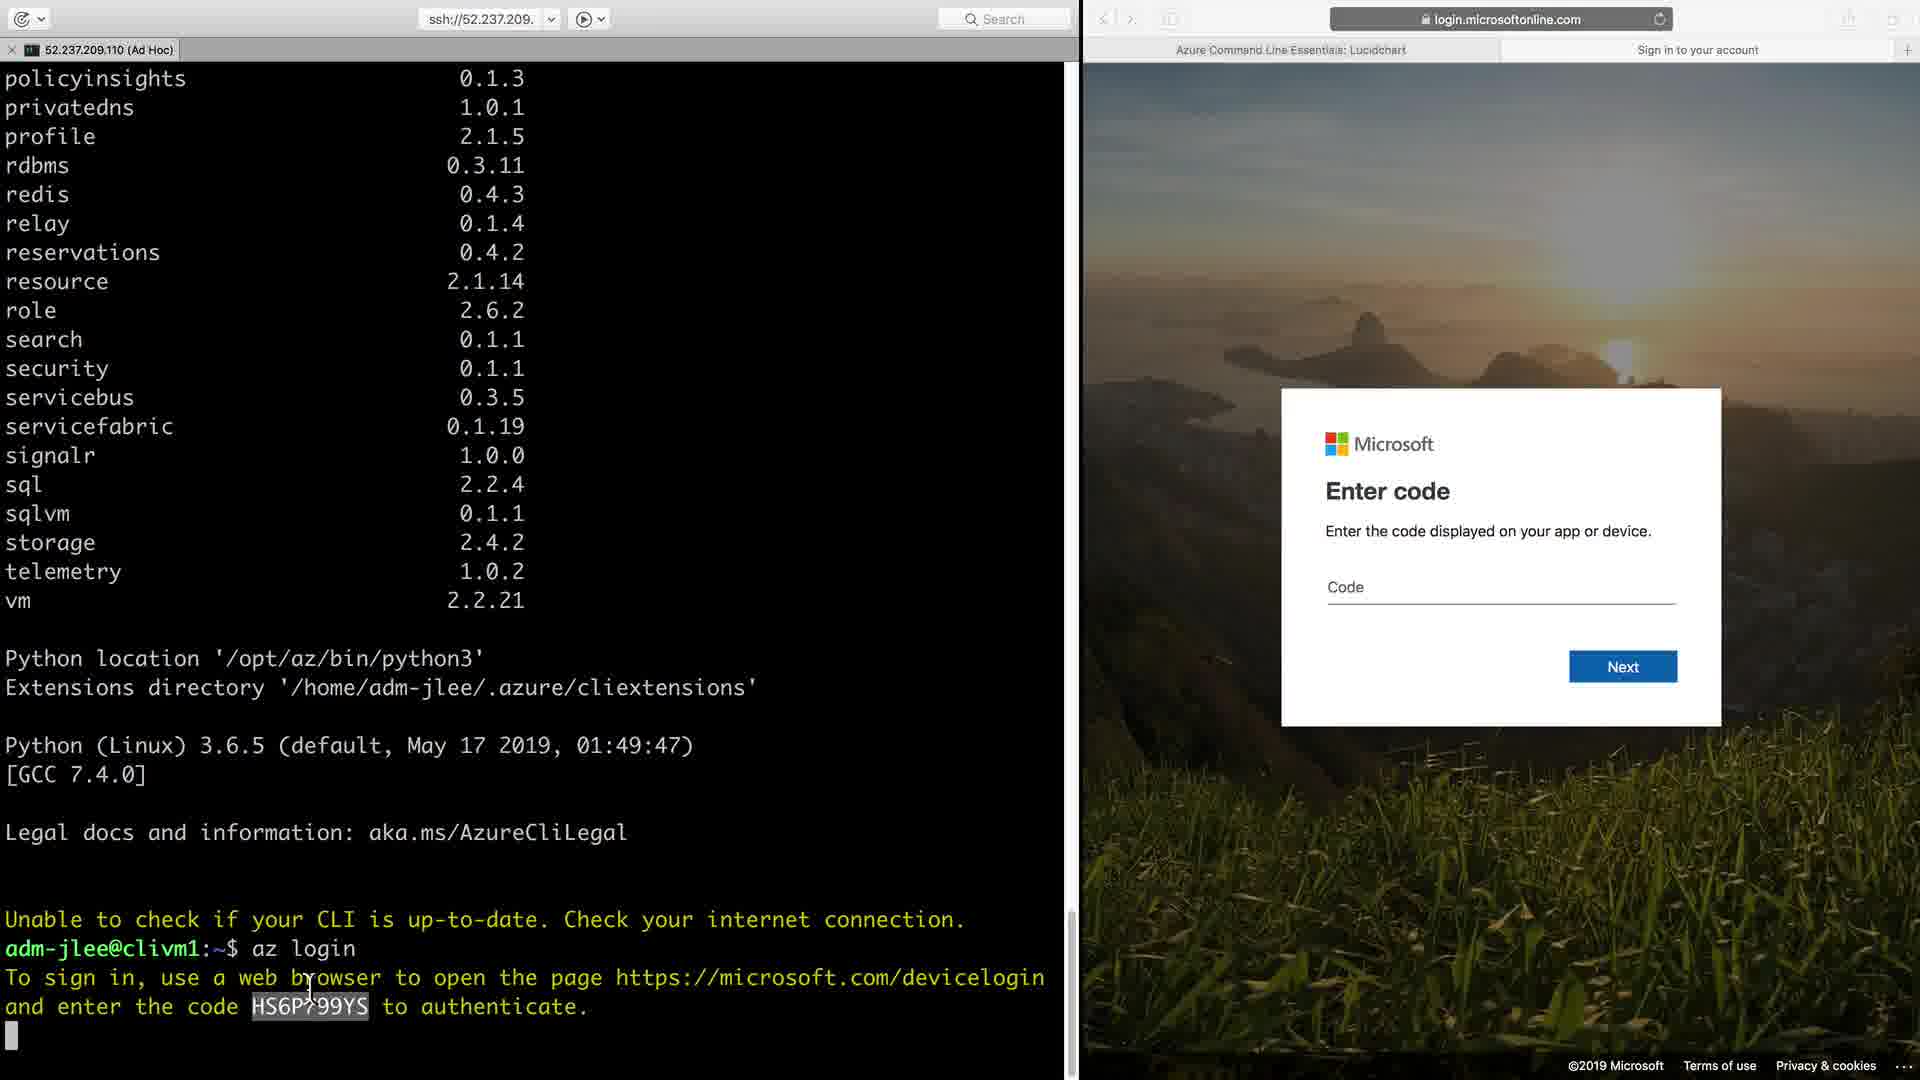 ssh://52.237.209.
Search
52.237.209.110 (Ad Hoc)
policyinsights 0.1.3
privatedns 1.0.1
profile 2.1.5
rdbms 0.3.11
redis 0.4.3
relay 0.1.4
reservations 0.4.2
resource 2.1.14
role 2.6.2
search 0.1.1
security 0.1.1
servicebus 0.3.5
servicefabric 0.1.19
signalr 1.0.0
sql 2.2.4
sqlvm 0.1.1
storage 2.4.2
telemetry 1.0.2
vm 2.2.21
Python location '/opt/az/bin/python3'
Extensions directory '/home/adm-jlee/.azure/cliextensions'
Python (Linux) 3.6.5 (default, May 17 2019, 01:49:47)
[GCC 7.4.0]
Legal docs and information: aka.ms/AzureCliLegal
Unable to check if your CLI is up-to-date. Check your internet connection.
adm-jlee@clivm1:~$ az login
To sign in, use a web browser to open the page https://microsoft.com/devicelogin
and enter the code HS6P799YS to authenticate.
login.microsoftonline.com
Azure Command Line Essentials: Lucidchart
Sign in to your account
Microsoft
Enter code
Enter the code displayed on your app or device.
Code
Next
©2019 Microsoft Terms of use Privacy & cookies ...